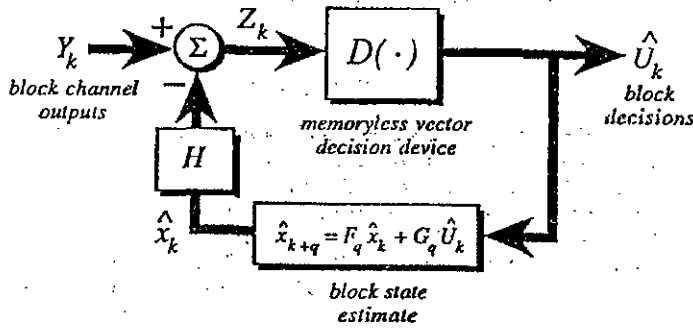 Y_k
block channel
outputs
+
Σ
−
Z_k
D(·)
memoryless vector
decision device
Û_k
block
decisions
H
x̂_k
x̂_{k+q} = F_q x̂_k + G_q Û_k
block state
estimate